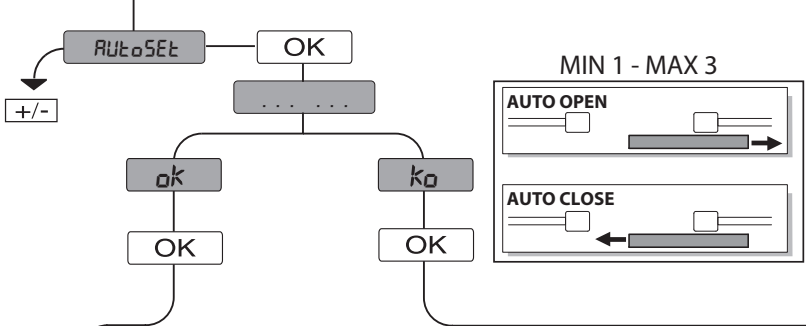 AUtoSEt
OK
+/-
... ...
ok
ko
OK
OK
MIN 1 - MAX 3
AUTO OPEN
AUTO CLOSE